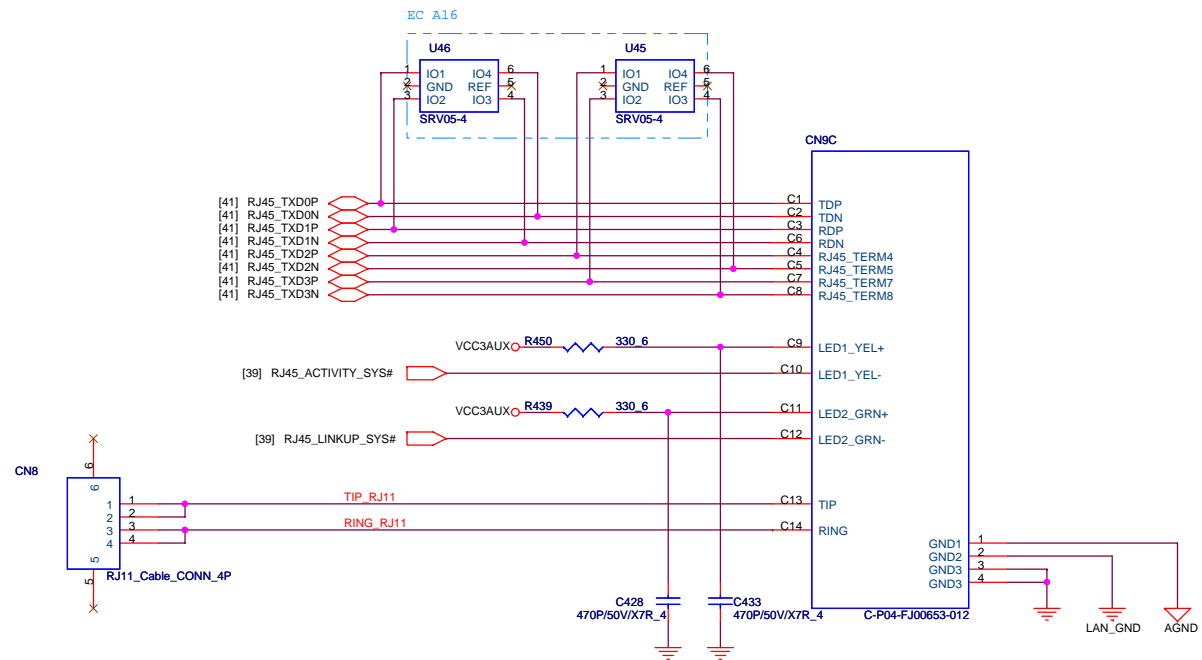 EC A16
U46
U45
1 IO1 IO4 6
2 GND REF 5
3 IO2 IO3 4
SRV05-4
1 IO1 IO4 6
2 GND REF 5
3 IO2 IO3 4
SRV05-4
CN9C
[41] RJ45_TXD0P C1 TDP
[41] RJ45_TXD0N C2 TDN
[41] RJ45_TXD1P C3 RDP
[41] RJ45_TXD1N C6 RDN
[41] RJ45_TXD2P C4 RJ45_TERM4
[41] RJ45_TXD2N C5 RJ45_TERM5
[41] RJ45_TXD3P C7 RJ45_TERM7
[41] RJ45_TXD3N C8 RJ45_TERM8
VCC3AUX R450 330_6 C9 LED1_YEL+
[39] RJ45_ACTIVITY_SYS# C10 LED1_YEL-
VCC3AUX R439 330_6 C11 LED2_GRN+
[39] RJ45_LINKUP_SYS# C12 LED2_GRN-
CN8
6
6
1 1 TIP_RJ11 C13 TIP
2 2
3 3 RING_RJ11 C14 RING
4 4
5
5
RJ11_Cable_CONN_4P
GND1 1
GND2 2
GND3 3
GND3 4
C428
470P/50V/X7R_4
C433
470P/50V/X7R_4
C-P04-FJ00653-012
LAN_GND
AGND